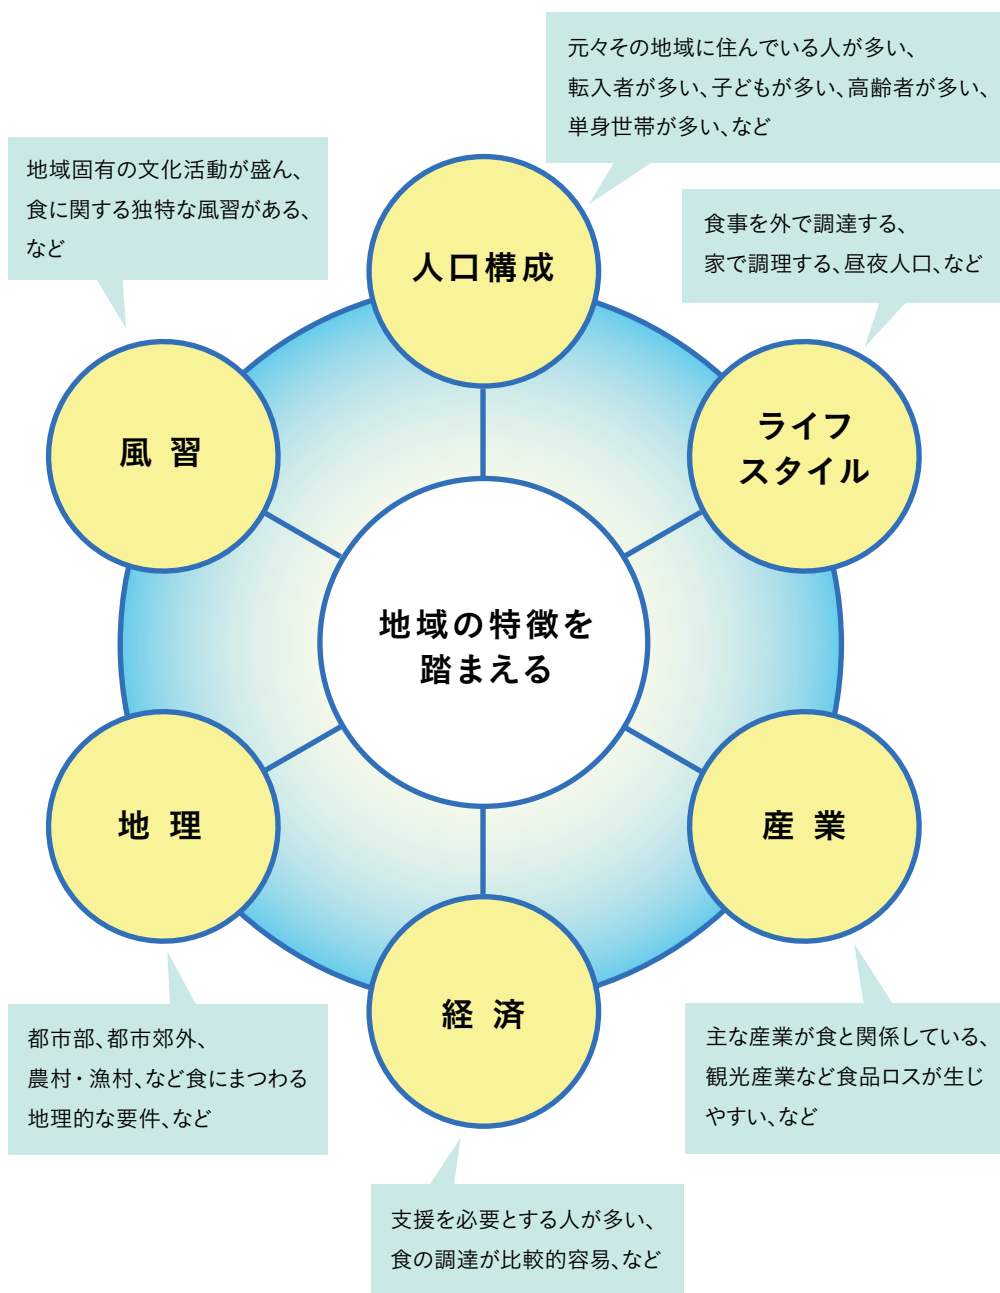 元々その地域に住んでいる人が多い、
転入者が多い、子どもが多い、高齢者が多い、
単身世帯が多い、など
地域固有の文化活動が盛ん、
食に関する独特な風習がある、
など
食事を外で調達する、
家で調理する、昼夜人口、など
人口構成
風習
ライフ
スタイル
地域の特徴を
踏まえる
地理
産業
経済
都市部、都市郊外、
農村・漁村、など食にまつわる
地理的な要件、など
主な産業が食と関係している、
観光産業など食品ロスが生じ
やすい、など
支援を必要とする人が多い、
食の調達が比較的容易、など